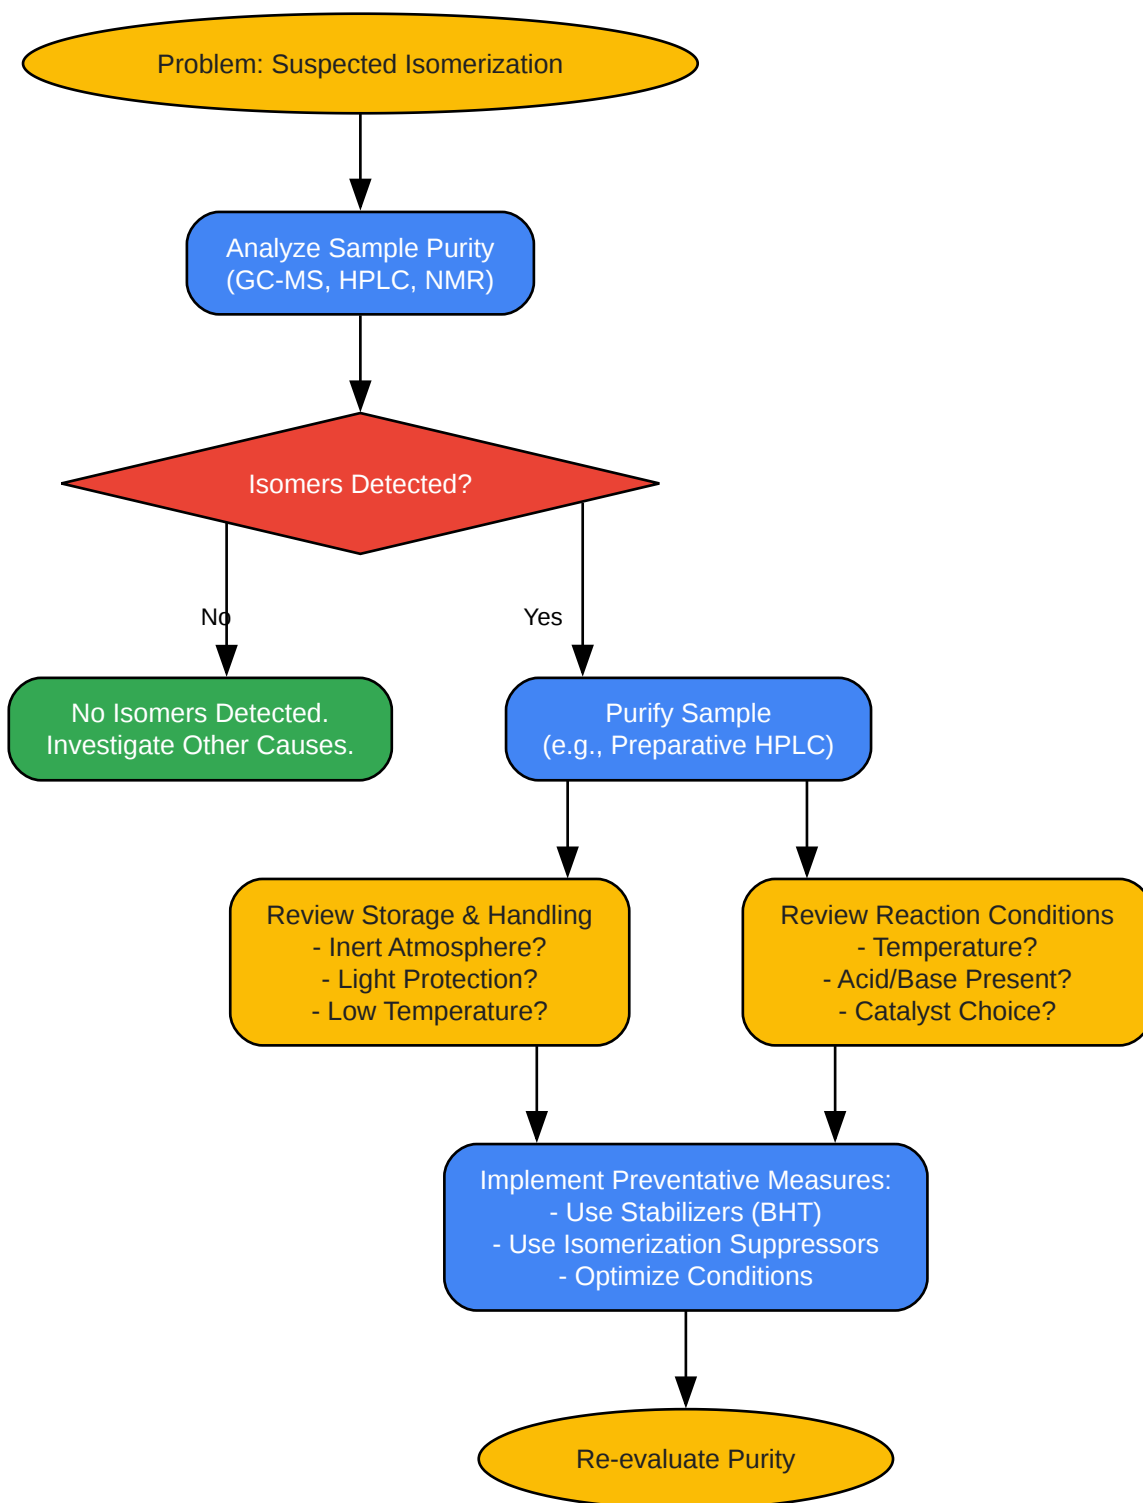 Problem: Suspected Isomerization
Analyze Sample Purity
(GC-MS, HPLC, NMR)
Isomers Detected?
No
Yes
No Isomers Detected.
Investigate Other Causes.
Purify Sample
(e.g., Preparative HPLC)
Review Storage & Handling
- Inert Atmosphere?
- Light Protection?
- Low Temperature?
Review Reaction Conditions
- Temperature?
- Acid/Base Present?
- Catalyst Choice?
Implement Preventative Measures:
- Use Stabilizers (BHT)
- Use Isomerization Suppressors
- Optimize Conditions
Re-evaluate Purity